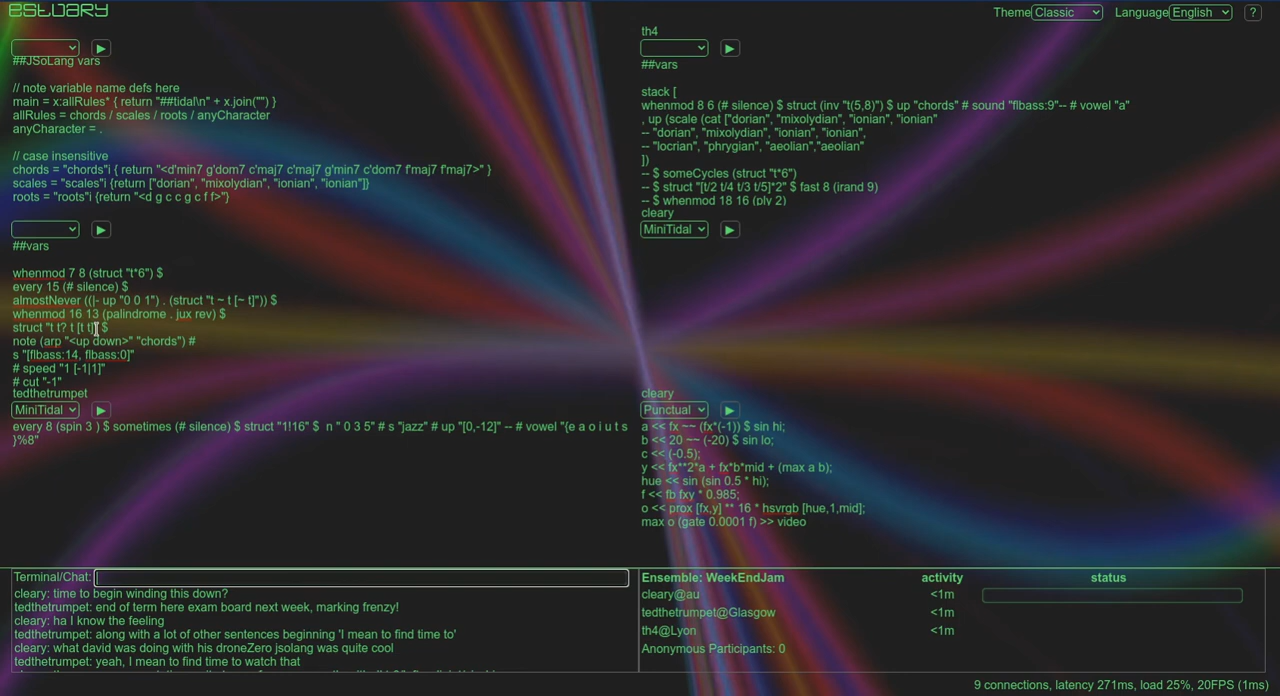 estuary
Theme Classic Language English ?
##JSoLang vars
// note variable name defs here
main = x:allRules* { return "##tidal\n" + x.join("") }
allRules = chords / scales / roots / anyCharacter
anyCharacter = .
// case insensitive
chords = "chords"i { return "<d'min7 g'dom7 c'maj7 c'maj7 g'min7 c'dom7 f'maj7 f'maj7>" }
scales = "scales"i {return ["dorian", "mixolydian", "ionian", "ionian"]}
roots = "roots"i {return "<d g c c g c f f>"}
##vars
whenmod 7 8 (struct "t*6") $
every 15 (# silence) $
almostNever ((|- up "0 0 1") . (struct "t ~ t [~ t]")) $
whenmod 16 13 (palindrome . jux rev) $
struct "t t? t [t t]" $
note (arp "<up down>" "chords") #
s "[flbass:14, flbass:0]"
# speed "1 [-1|1]"
# cut "-1"
tedthetrumpet
MiniTidal
every 8 (spin 3 ) $ sometimes (# silence) $ struct "1!16" $  n " 0 3 5" # s "jazz" # up "[0,-12]" -- # vowel "{e a o i u t s
}%8"
th4
##vars
stack [
whenmod 8 6 (# silence) $ struct (inv "t(5,8)") $ up "chords" # sound "flbass:9"-- # vowel "a"
, up (scale (cat ["dorian", "mixolydian", "ionian", "ionian"
-- "dorian", "mixolydian", "ionian", "ionian",
-- "locrian", "phrygian", "aeolian","aeolian"
])
-- $ someCycles (struct "t*6")
-- $ struct "[t/2 t/4 t/3 t/5]*2" $ fast 8 (irand 9)
-- $ whenmod 18 16 (ply 2)
cleary
MiniTidal
cleary
Punctual
a << fx ~~ (fx*(-1)) $ sin hi;
b << 20 ~~ (-20) $ sin lo;
c << (-0.5);
y << fx**2*a + fx*b*mid + (max a b);
hue << sin (sin 0.5 * hi);
f << fb fxy * 0.985;
o << prox [fx,y] ** 16 * hsvrgb [hue,1,mid];
max o (gate 0.0001 f) >> video
Terminal/Chat:
cleary: time to begin winding this down?
tedthetrumpet: end of term here exam board next week, marking frenzy!
cleary: ha I know the feeling
tedthetrumpet: along with a lot of other sentences beginning 'I mean to find time to'
cleary: what david was doing with his droneZero jsolang was quite cool
tedthetrumpet: yeah, I mean to find time to watch that
Ensemble: WeekEndJam activity status
cleary@au <1m
tedthetrumpet@Glasgow <1m
th4@Lyon <1m
Anonymous Participants: 0
9 connections, latency 271ms, load 25%, 20FPS (1ms)